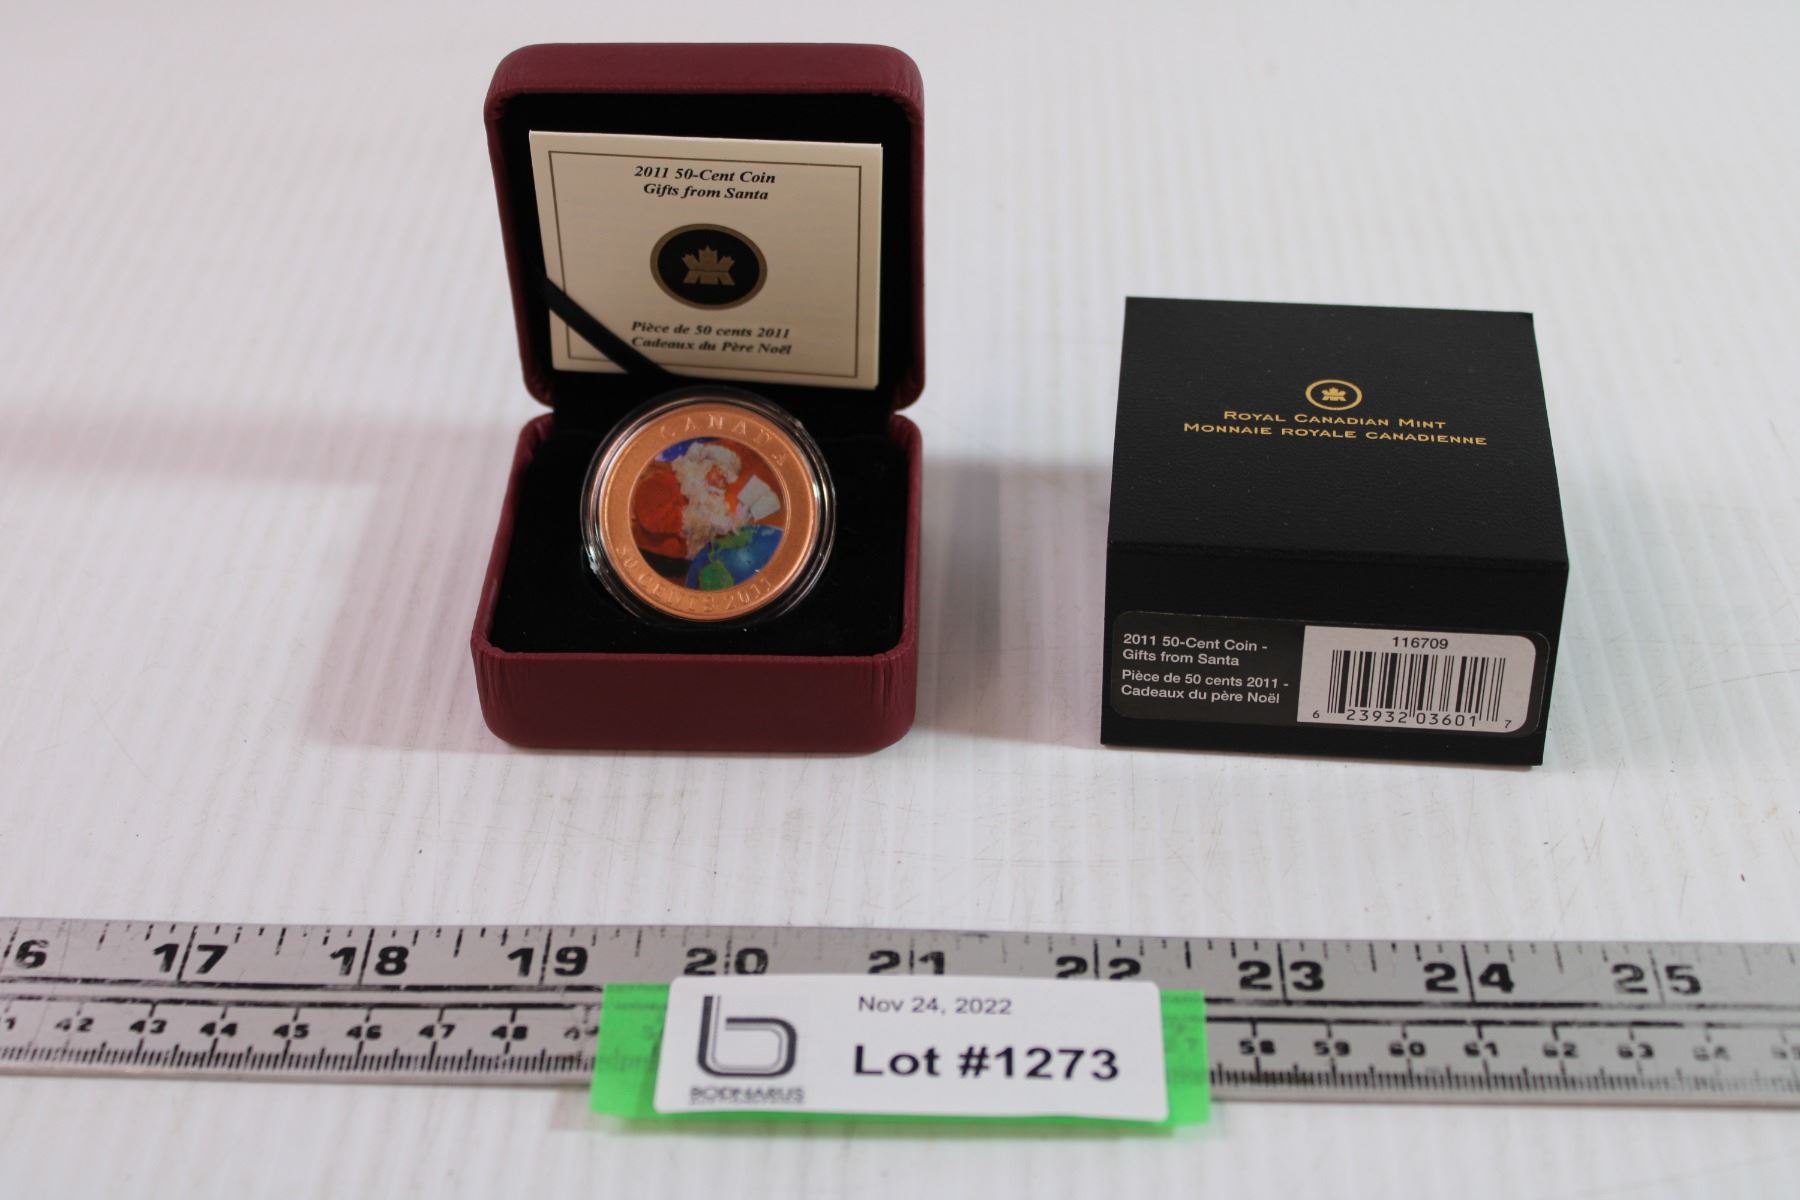 2011 50-Cent Coin
Gifts from Santa
Pièce de 50 cents 2011
Cadeaux du Père Noël
CANADA
50 CENTS 2011
ROYAL CANADIAN MINT
MONNAIE ROYALE CANADIENNE
2011 50-Cent Coin -
Gifts from Santa
Pièce de 50 cents 2011 -
Cadeaux du père Noël
116709
6 23932 03601 7
17 18 19 20 21 22 23 24 25
42 43 44 45 46 47 48 58 59 60 61 62 63 64
Nov 24, 2022
Lot #1273
BODNARUS